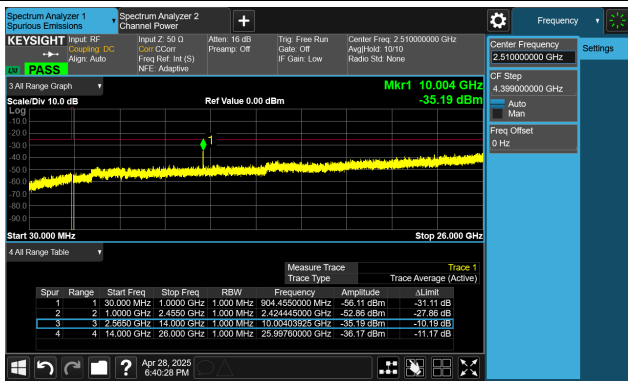 Spectrum Analyzer 1
Spurious Emissions
Spectrum Analyzer 2
Channel Power
Frequency
KEYSIGHT
Input: RF
Coupling: DC
Align: Auto
Input Z: 50 Ω
Corr CCorr
Freq Ref: Int (S)
NFE: Adaptive
Atten: 16 dB
Preamp: Off
Trig: Free Run
Gate: Off
IF Gain: Low
Center Freq: 2.510000000 GHz
Avg|Hold: 10/10
Radio Std: None
LXI
PASS
Center Frequency
2.510000000 GHz
Settings
CF Step
4.399000000 GHz
Auto
Man
Freq Offset
0 Hz
3 All Range Graph
Mkr1 10.004 GHz
Scale/Div 10.0 dB
Ref Value 0.00 dBm
-35.19 dBm
Log
-10.0
-20.0
-30.0
-40.0
-50.0
-60.0
-70.0
-80.0
-90.0
1
Start 30.000 MHz
Stop 26.000 GHz
4 All Range Table
Measure Trace Trace 1
Trace Type Trace Average (Active)
Spur Range Start Freq Stop Freq RBW Frequency Amplitude ΔLimit
1 1 30.000 MHz 1.0000 GHz 1.000 MHz 904.4550000 MHz -56.11 dBm -31.11 dB
2 2 1.0000 GHz 2.4550 GHz 1.000 MHz 2.424445000 GHz -52.86 dBm -27.86 dB
3 3 2.5650 GHz 14.000 GHz 1.000 MHz 10.00403925 GHz -35.19 dBm -10.19 dB
4 4 14.000 GHz 26.000 GHz 1.000 MHz 25.99760000 GHz -36.17 dBm -11.17 dB
Apr 28, 2025
6:40:28 PM